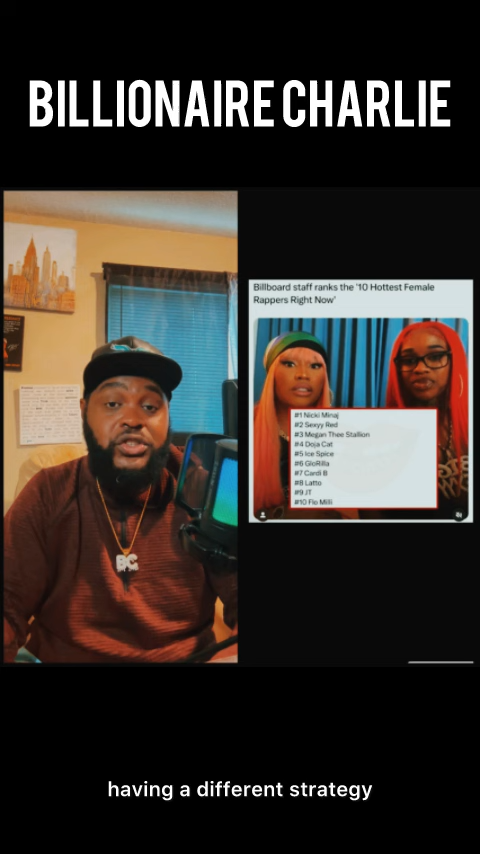 BILLIONAIRE CHARLIE
Billboard staff ranks the '10 Hottest Female
Rappers Right Now'
#1 Nicki Minaj
#2 Sexyy Red
#3 Megan Thee Stallion
#4 Doja Cat
#5 Ice Spice
#6 GloRilla
#7 Cardi B
#8 Latto
#9 JT
#10 Flo Milli
BC
having a different strategy